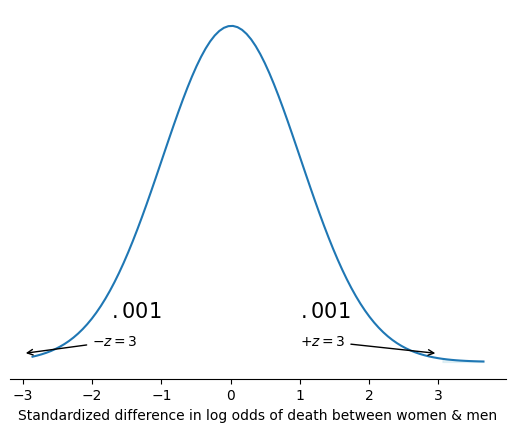 .001 .001
−z = 3 +z = 3
−3 −2 −1 0 1 2 3
Standardized difference in log odds of death between women & men